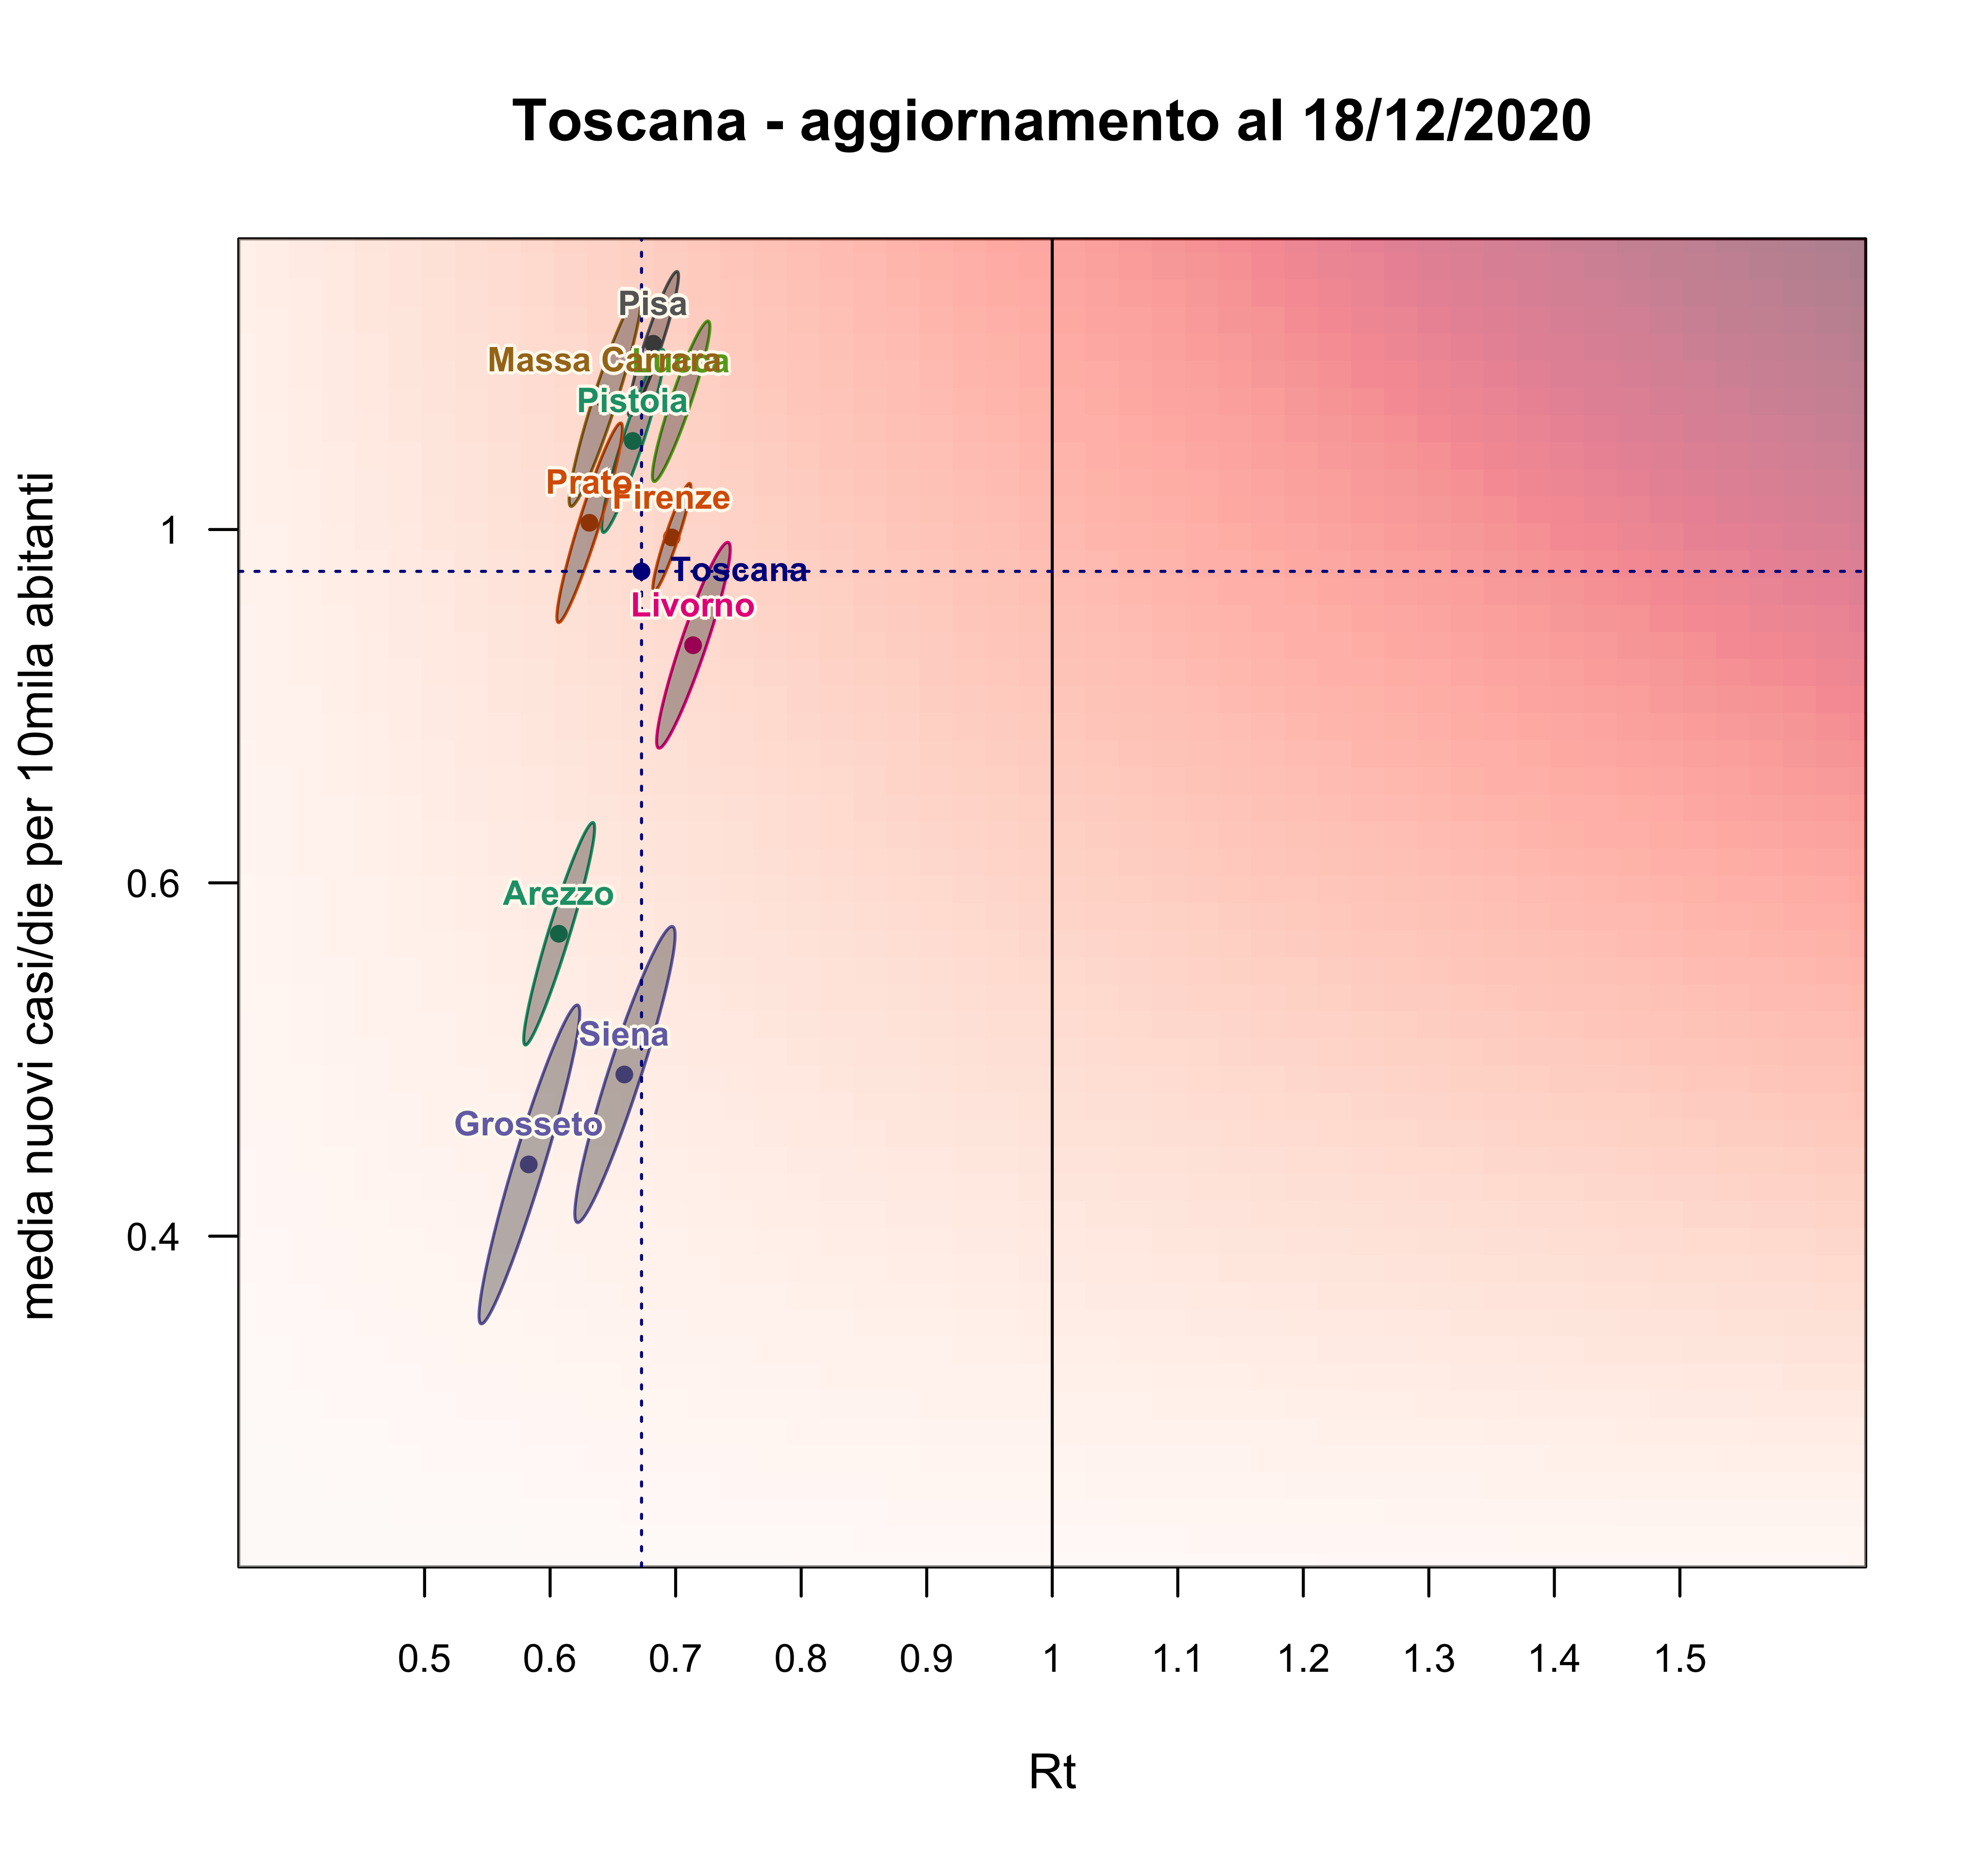 Toscana - aggiornamento al 18/12/2020
media nuovi casi/die per 10mila abitanti
1
0.6
0.4
Pisa
Massa Carrara
Lucca
Pistoia
Prato
Firenze
Toscana
Livorno
Arezzo
Siena
Grosseto
0.5 0.6 0.7 0.8 0.9 1 1.1 1.2 1.3 1.4 1.5
Rt